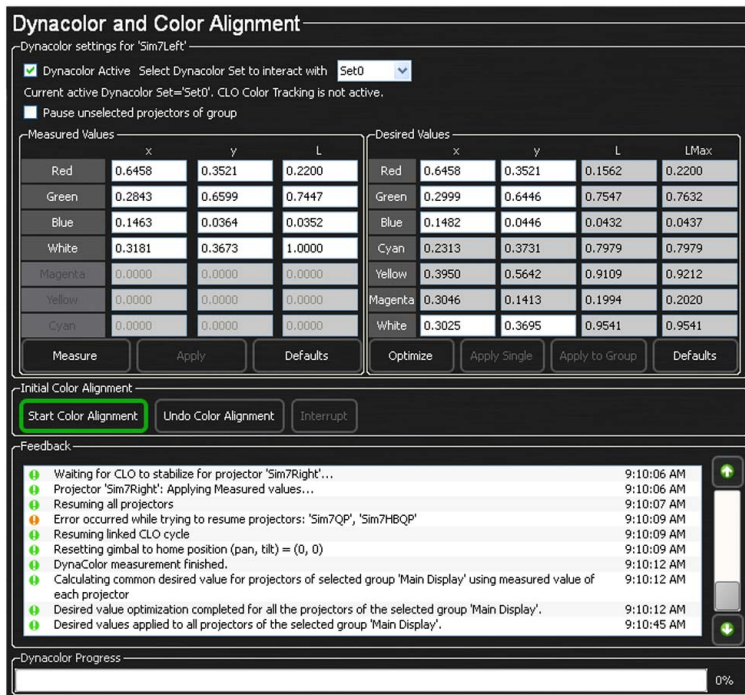 Dynacolor and Color Alignment
Dynacolor settings for 'Sim7Left'
Dynacolor Active Select Dynacolor Set to interact with Set0
Current active Dynacolor Set='Set0'. CLO Color Tracking is not active.
Pause unselected projectors of group
Measured Values
x y L
Red 0.6458 0.3521 0.2200
Green 0.2843 0.6599 0.7447
Blue 0.1463 0.0364 0.0352
White 0.3181 0.3673 1.0000
Magenta 0.0000 0.0000 0.0000
Yellow 0.0000 0.0000 0.0000
Cyan 0.0000 0.0000 0.0000
Measure Apply Defaults
Desired Values
x y L LMax
Red 0.6458 0.3521 0.1562 0.2200
Green 0.2999 0.6446 0.7547 0.7632
Blue 0.1482 0.0446 0.0432 0.0437
Cyan 0.2313 0.3731 0.7979 0.7979
Yellow 0.3950 0.5642 0.9109 0.9212
Magenta 0.3046 0.1413 0.1994 0.2020
White 0.3025 0.3695 0.9541 0.9541
Optimize Apply Single Apply to Group Defaults
Initial Color Alignment
Start Color Alignment Undo Color Alignment Interrupt
Feedback
Waiting for CLO to stabilize for projector 'Sim7Right'... 9:10:06 AM
Projector 'Sim7Right': Applying Measured values... 9:10:06 AM
Resuming all projectors 9:10:07 AM
Error occurred while trying to resume projectors: 'Sim7QP', 'Sim7HBQP' 9:10:09 AM
Resuming linked CLO cycle 9:10:09 AM
Resetting gimbal to home position (pan, tilt) = (0, 0) 9:10:09 AM
DynaColor measurement finished. 9:10:12 AM
Calculating common desired value for projectors of selected group 'Main Display' using measured value of 9:10:12 AM
each projector
Desired value optimization completed for all the projectors of the selected group 'Main Display'. 9:10:12 AM
Desired values applied to all projectors of the selected group 'Main Display'. 9:10:45 AM
Dynacolor Progress
0%